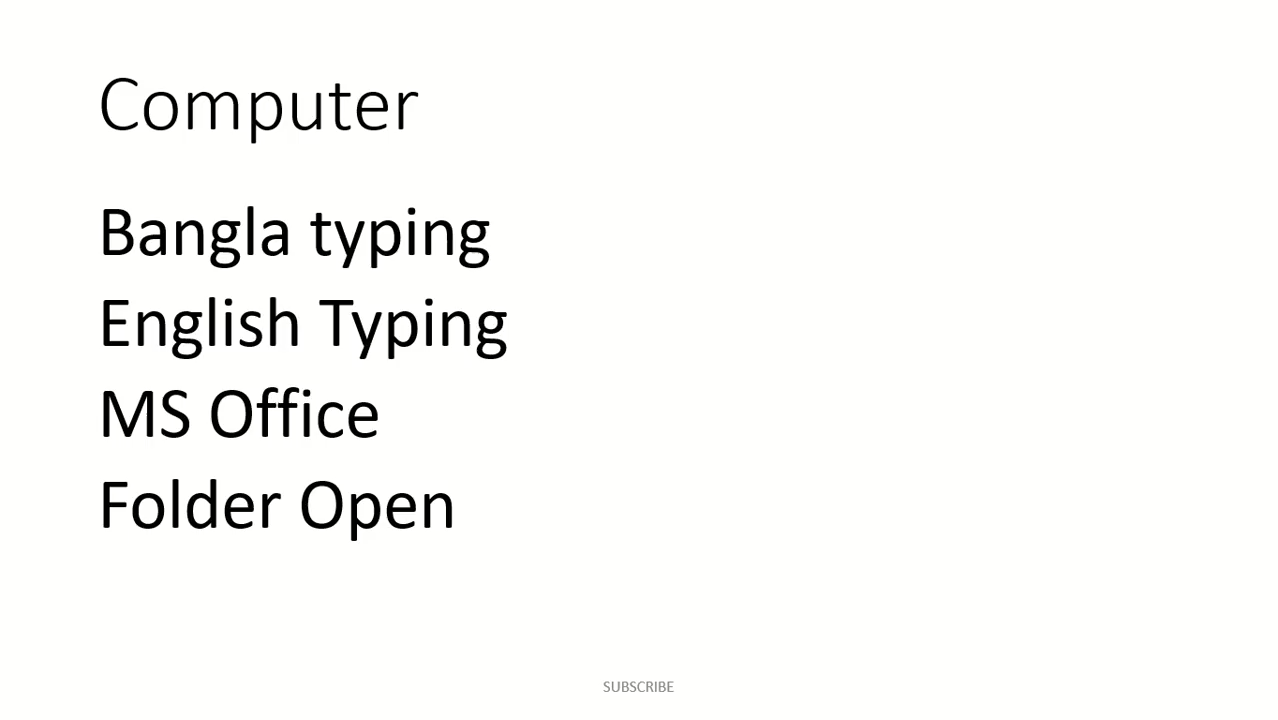 Computer
Bangla typing
English Typing
MS Office
Folder Open
SUBSCRIBE